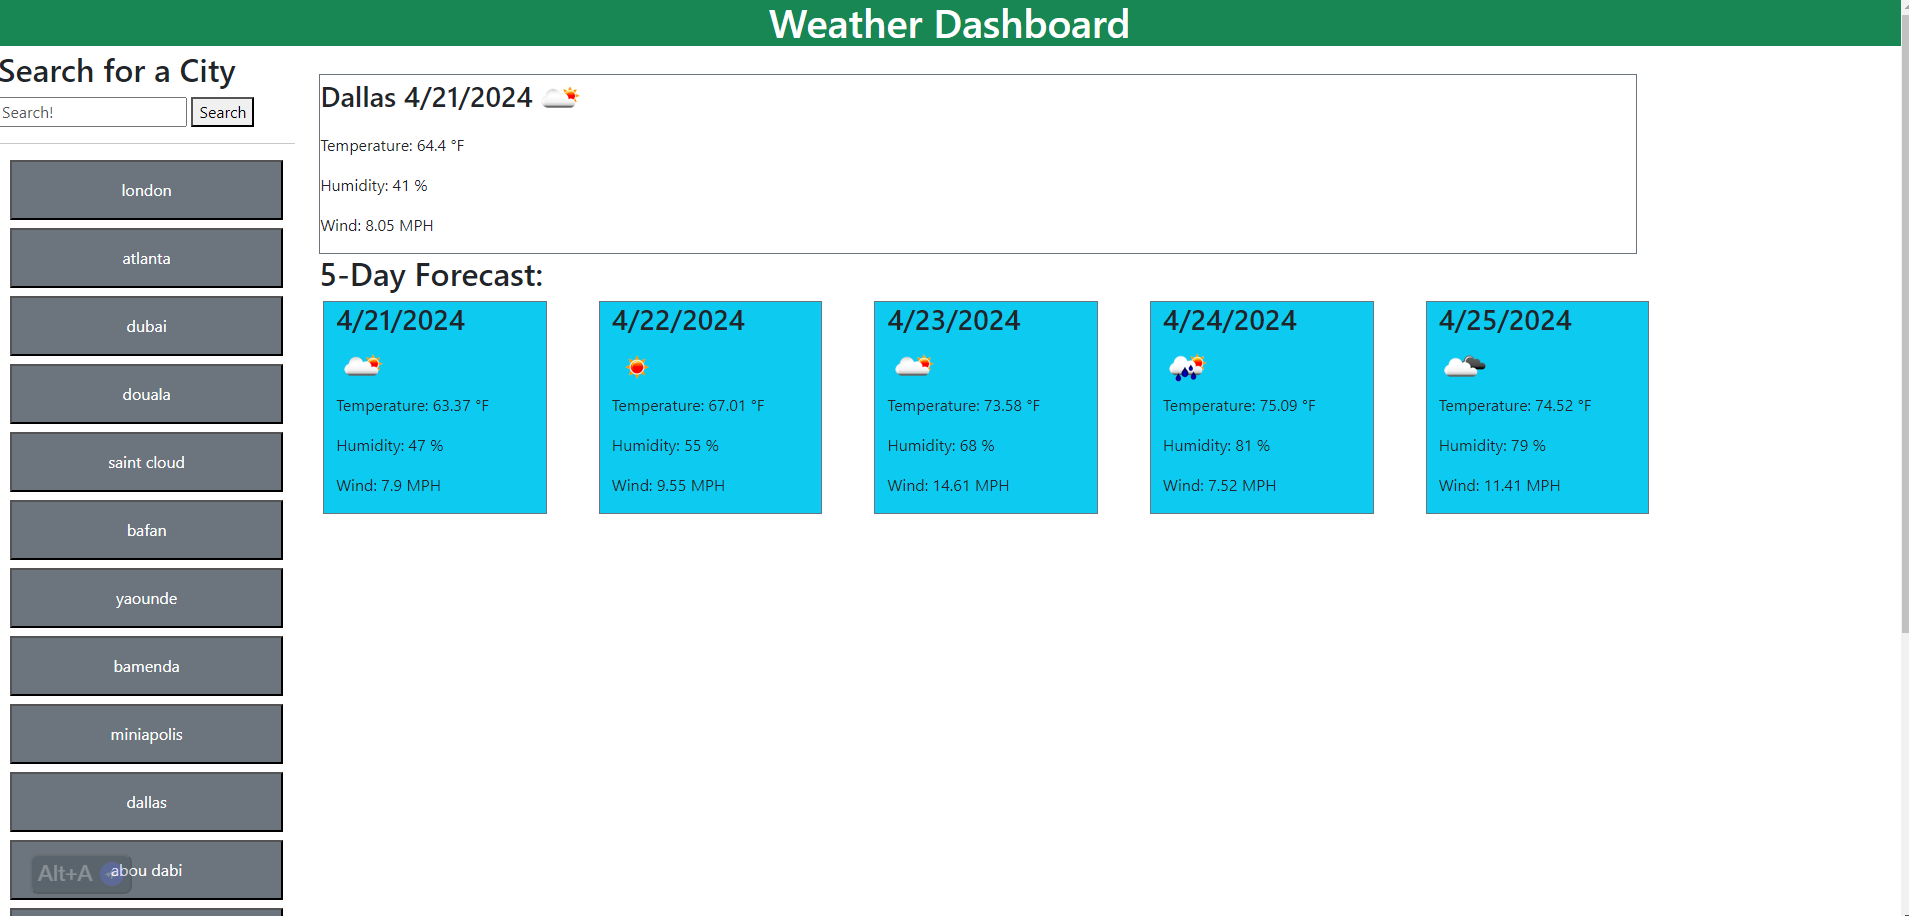 Weather Dashboard
Search for a City
Search! Search
london
atlanta
dubai
douala
saint cloud
bafan
yaounde
bamenda
miniapolis
dallas
abou dabi
Alt+A
Dallas 4/21/2024
Temperature: 64.4 °F
Humidity: 41 %
Wind: 8.05 MPH
5-Day Forecast:
4/21/2024
Temperature: 63.37 °F
Humidity: 47 %
Wind: 7.9 MPH
4/22/2024
Temperature: 67.01 °F
Humidity: 55 %
Wind: 9.55 MPH
4/23/2024
Temperature: 73.58 °F
Humidity: 68 %
Wind: 14.61 MPH
4/24/2024
Temperature: 75.09 °F
Humidity: 81 %
Wind: 7.52 MPH
4/25/2024
Temperature: 74.52 °F
Humidity: 79 %
Wind: 11.41 MPH